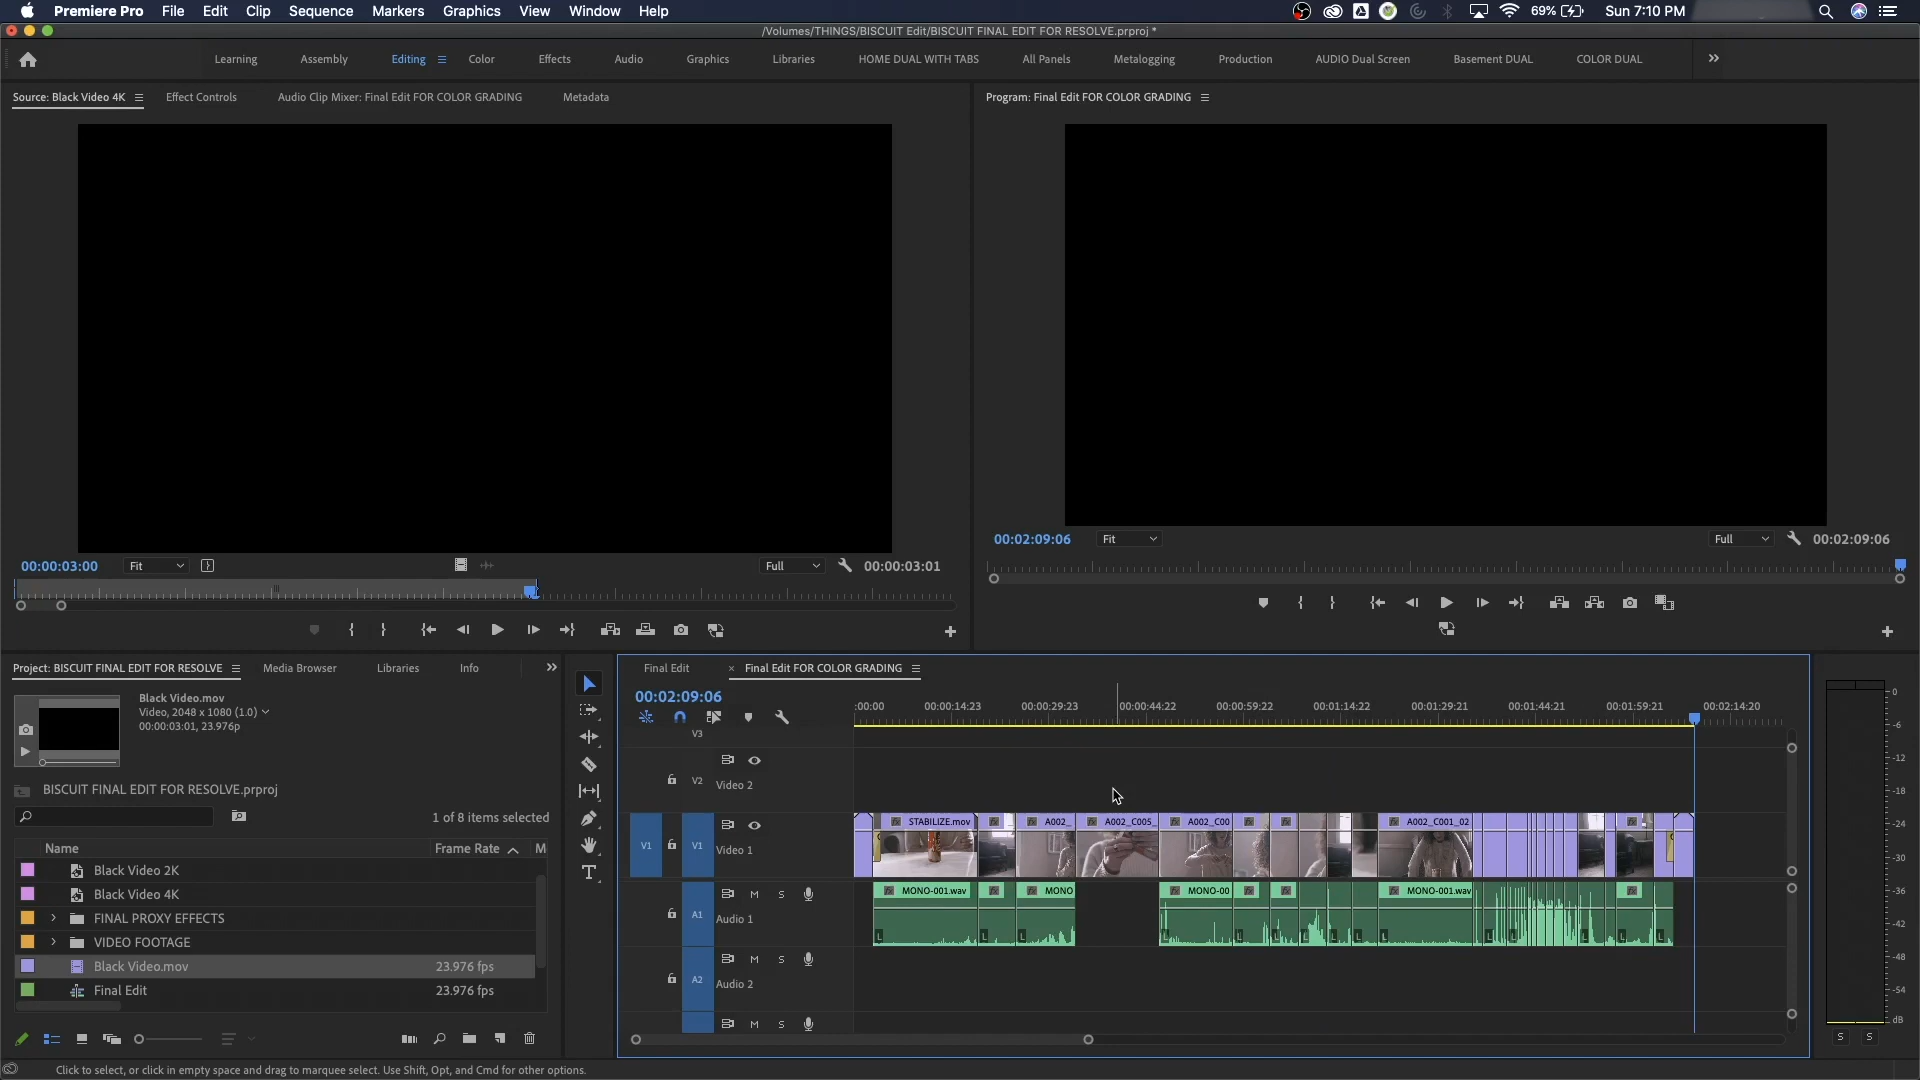 Premiere Pro File Edit Clip Sequence Markers Graphics View Window Help 69% Sun 7:10 PM
/Volumes/THINGS/BISCUIT Edit/BISCUIT FINAL EDIT FOR RESOLVE.prproj *
Learning Assembly Editing Color Effects Audio Graphics Libraries HOME DUAL WITH TABS All Panels Metalogging Production AUDIO Dual Screen Basement DUAL COLOR DUAL
Source: Black Video 4K Effect Controls Audio Clip Mixer: Final Edit FOR COLOR GRADING Metadata
Program: Final Edit FOR COLOR GRADING
00:02:09:06 Fit Full 00:02:09:06
00:00:03:00 Fit Full 00:00:03:01
Project: BISCUIT FINAL EDIT FOR RESOLVE Media Browser Libraries Info
Black Video.mov
Video, 2048 x 1080 (1.0)
00:00:03:01, 23.976p
BISCUIT FINAL EDIT FOR RESOLVE.prproj
1 of 8 items selected
Name Frame Rate M
Black Video 2K
Black Video 4K
FINAL PROXY EFFECTS
VIDEO FOOTAGE
Black Video.mov 23.976 fps
Final Edit 23.976 fps
Final Edit × Final Edit FOR COLOR GRADING
00:02:09:06
:00:00 00:00:14:23 00:00:29:23 00:00:44:22 00:00:59:22 00:01:14:22 00:01:29:21 00:01:44:21 00:01:59:21 00:02:14:20
V3
V2 Video 2
STABILIZE.mov A002_ A002_C005_ A002_C00 A002_C001_02
V1 V1 Video 1
MONO-001.wav MONO MONO-00 MONO-001.wav
M S
A1 Audio 1
M S
A2 Audio 2
M S
0
-6
-12
-18
-24
-30
-36
-42
-48
-54
dB
S S
Click to select, or click in empty space and drag to marquee select. Use Shift, Opt, and Cmd for other options.